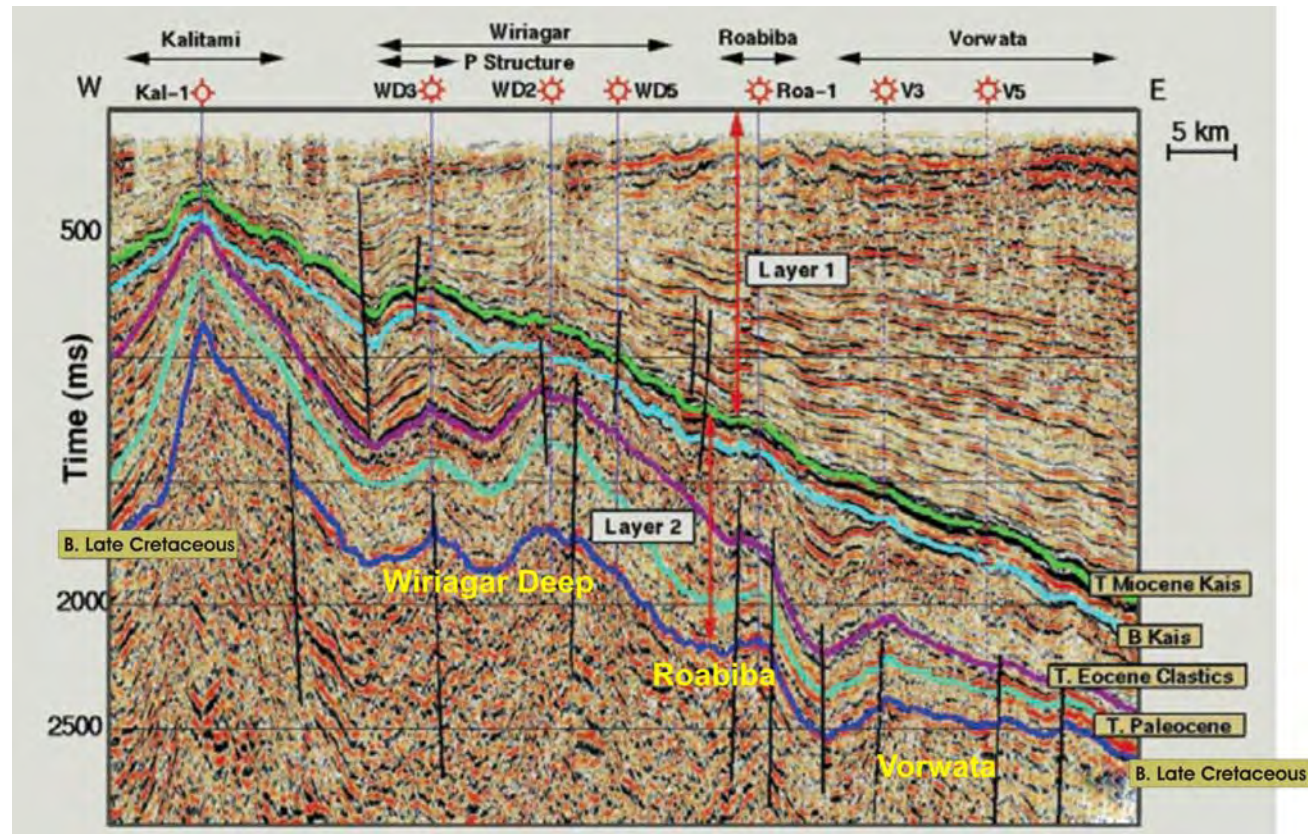 Kalitami
Wiriagar
Roabiba
Vorwata
P Structure
W
Kal-1
WD3
WD2
WD5
Roa-1
V3
V5
E
5 km
500
Layer 1
Time (ms)
Layer 2
B. Late Cretaceous
Wiriagar Deep
T Miocene Kais
2000
B Kais
Roabiba
T. Eocene Clastics
2500
T. Paleocene
Vorwata
B. Late Cretaceous